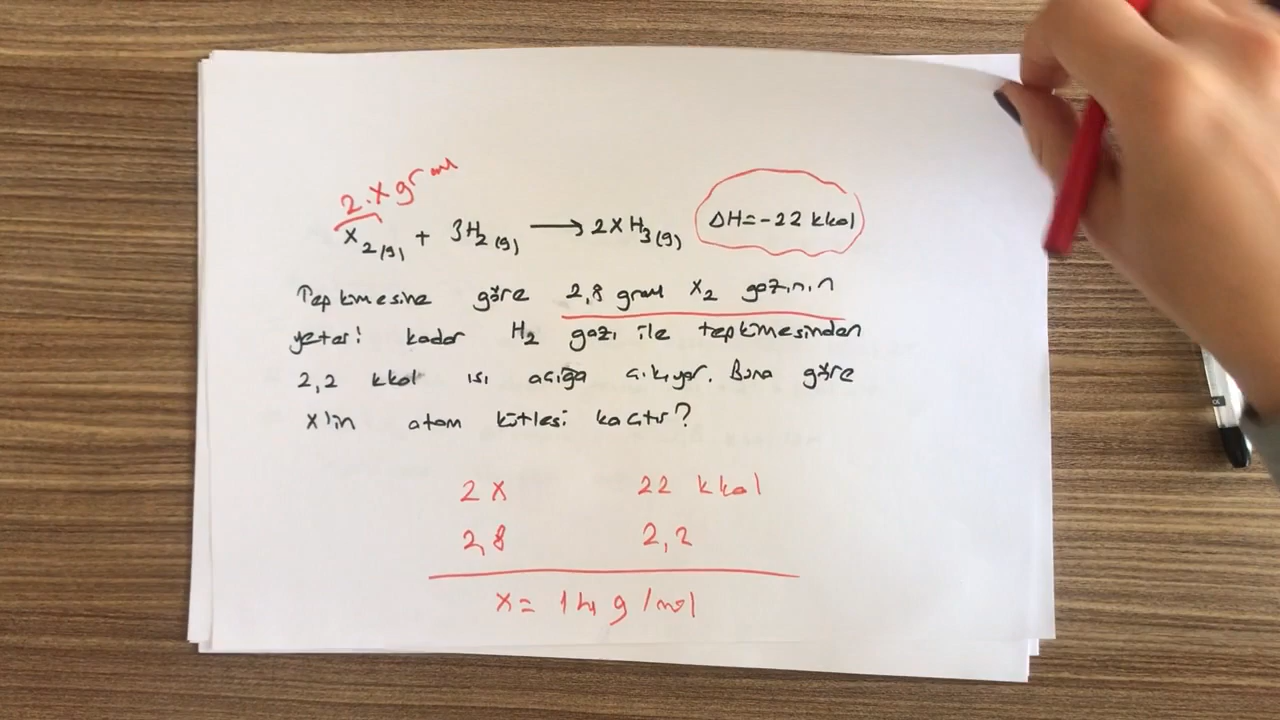 2.X gram
X2(g) + 3H2(g) → 2XH3(g) ΔH=-22 kkal
Tepkimesine göre 2,8 gram X2 gazının
yeteri kadar H2 gazı ile tepkimesinden
2,2 kkal ısı açığa çıkıyor. Buna göre
X'in atom kütlesi kaçtır?
2X 22 kkal
2,8 2,2
X= 14 g/mol